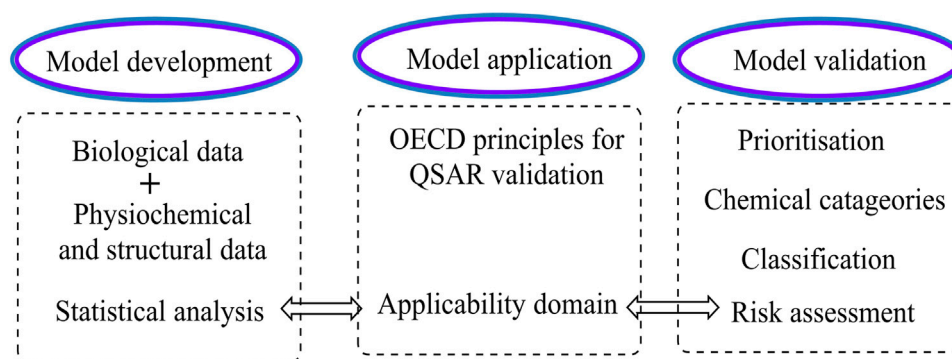 Model development
Model application
Model validation
Biological data
+
Physiochemical
and structural data
Statistical analysis
OECD principles for
QSAR validation
Applicability domain
Prioritisation
Chemical catageories
Classification
Risk assessment